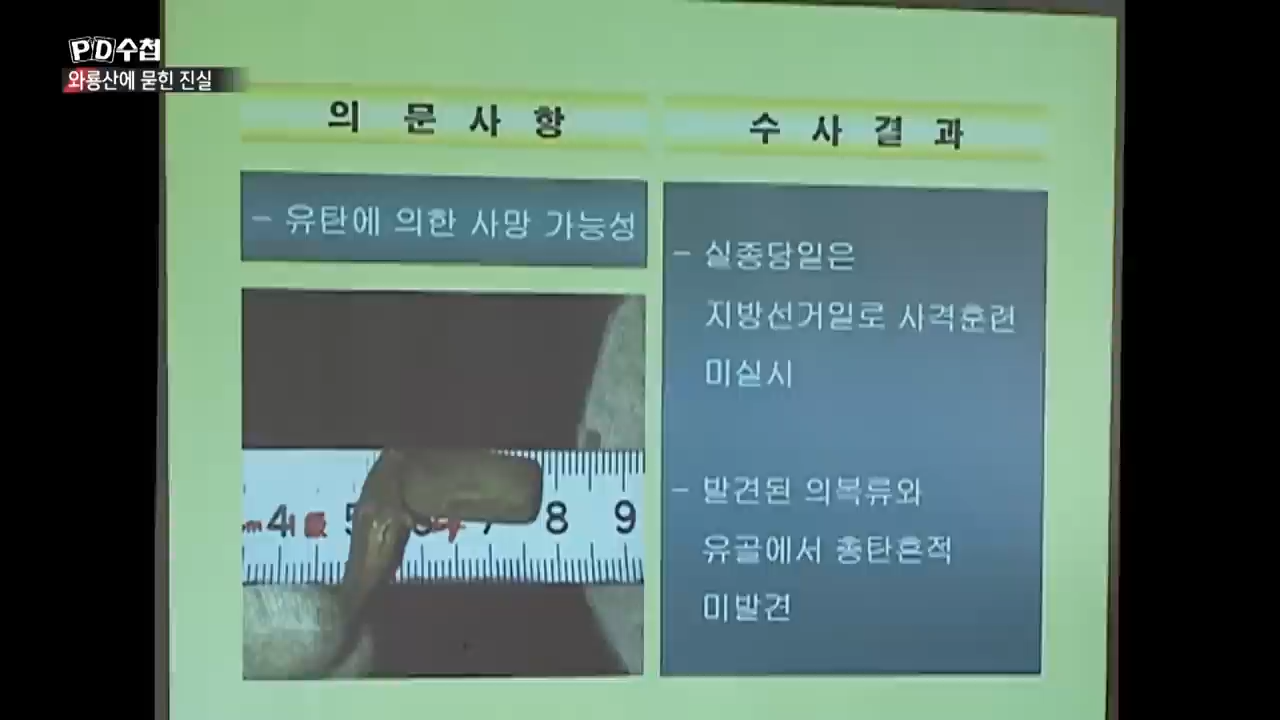 PD수첩
와룡산에 묻힌 진실
의 문 사 항
수 사 결 과
- 유탄에 의한 사망 가능성
- 실종당일은
지방선거일로 사격훈련
미실시
- 발견된 의복류와
유골에서 총탄흔적
미발견
4 5 7 8 9